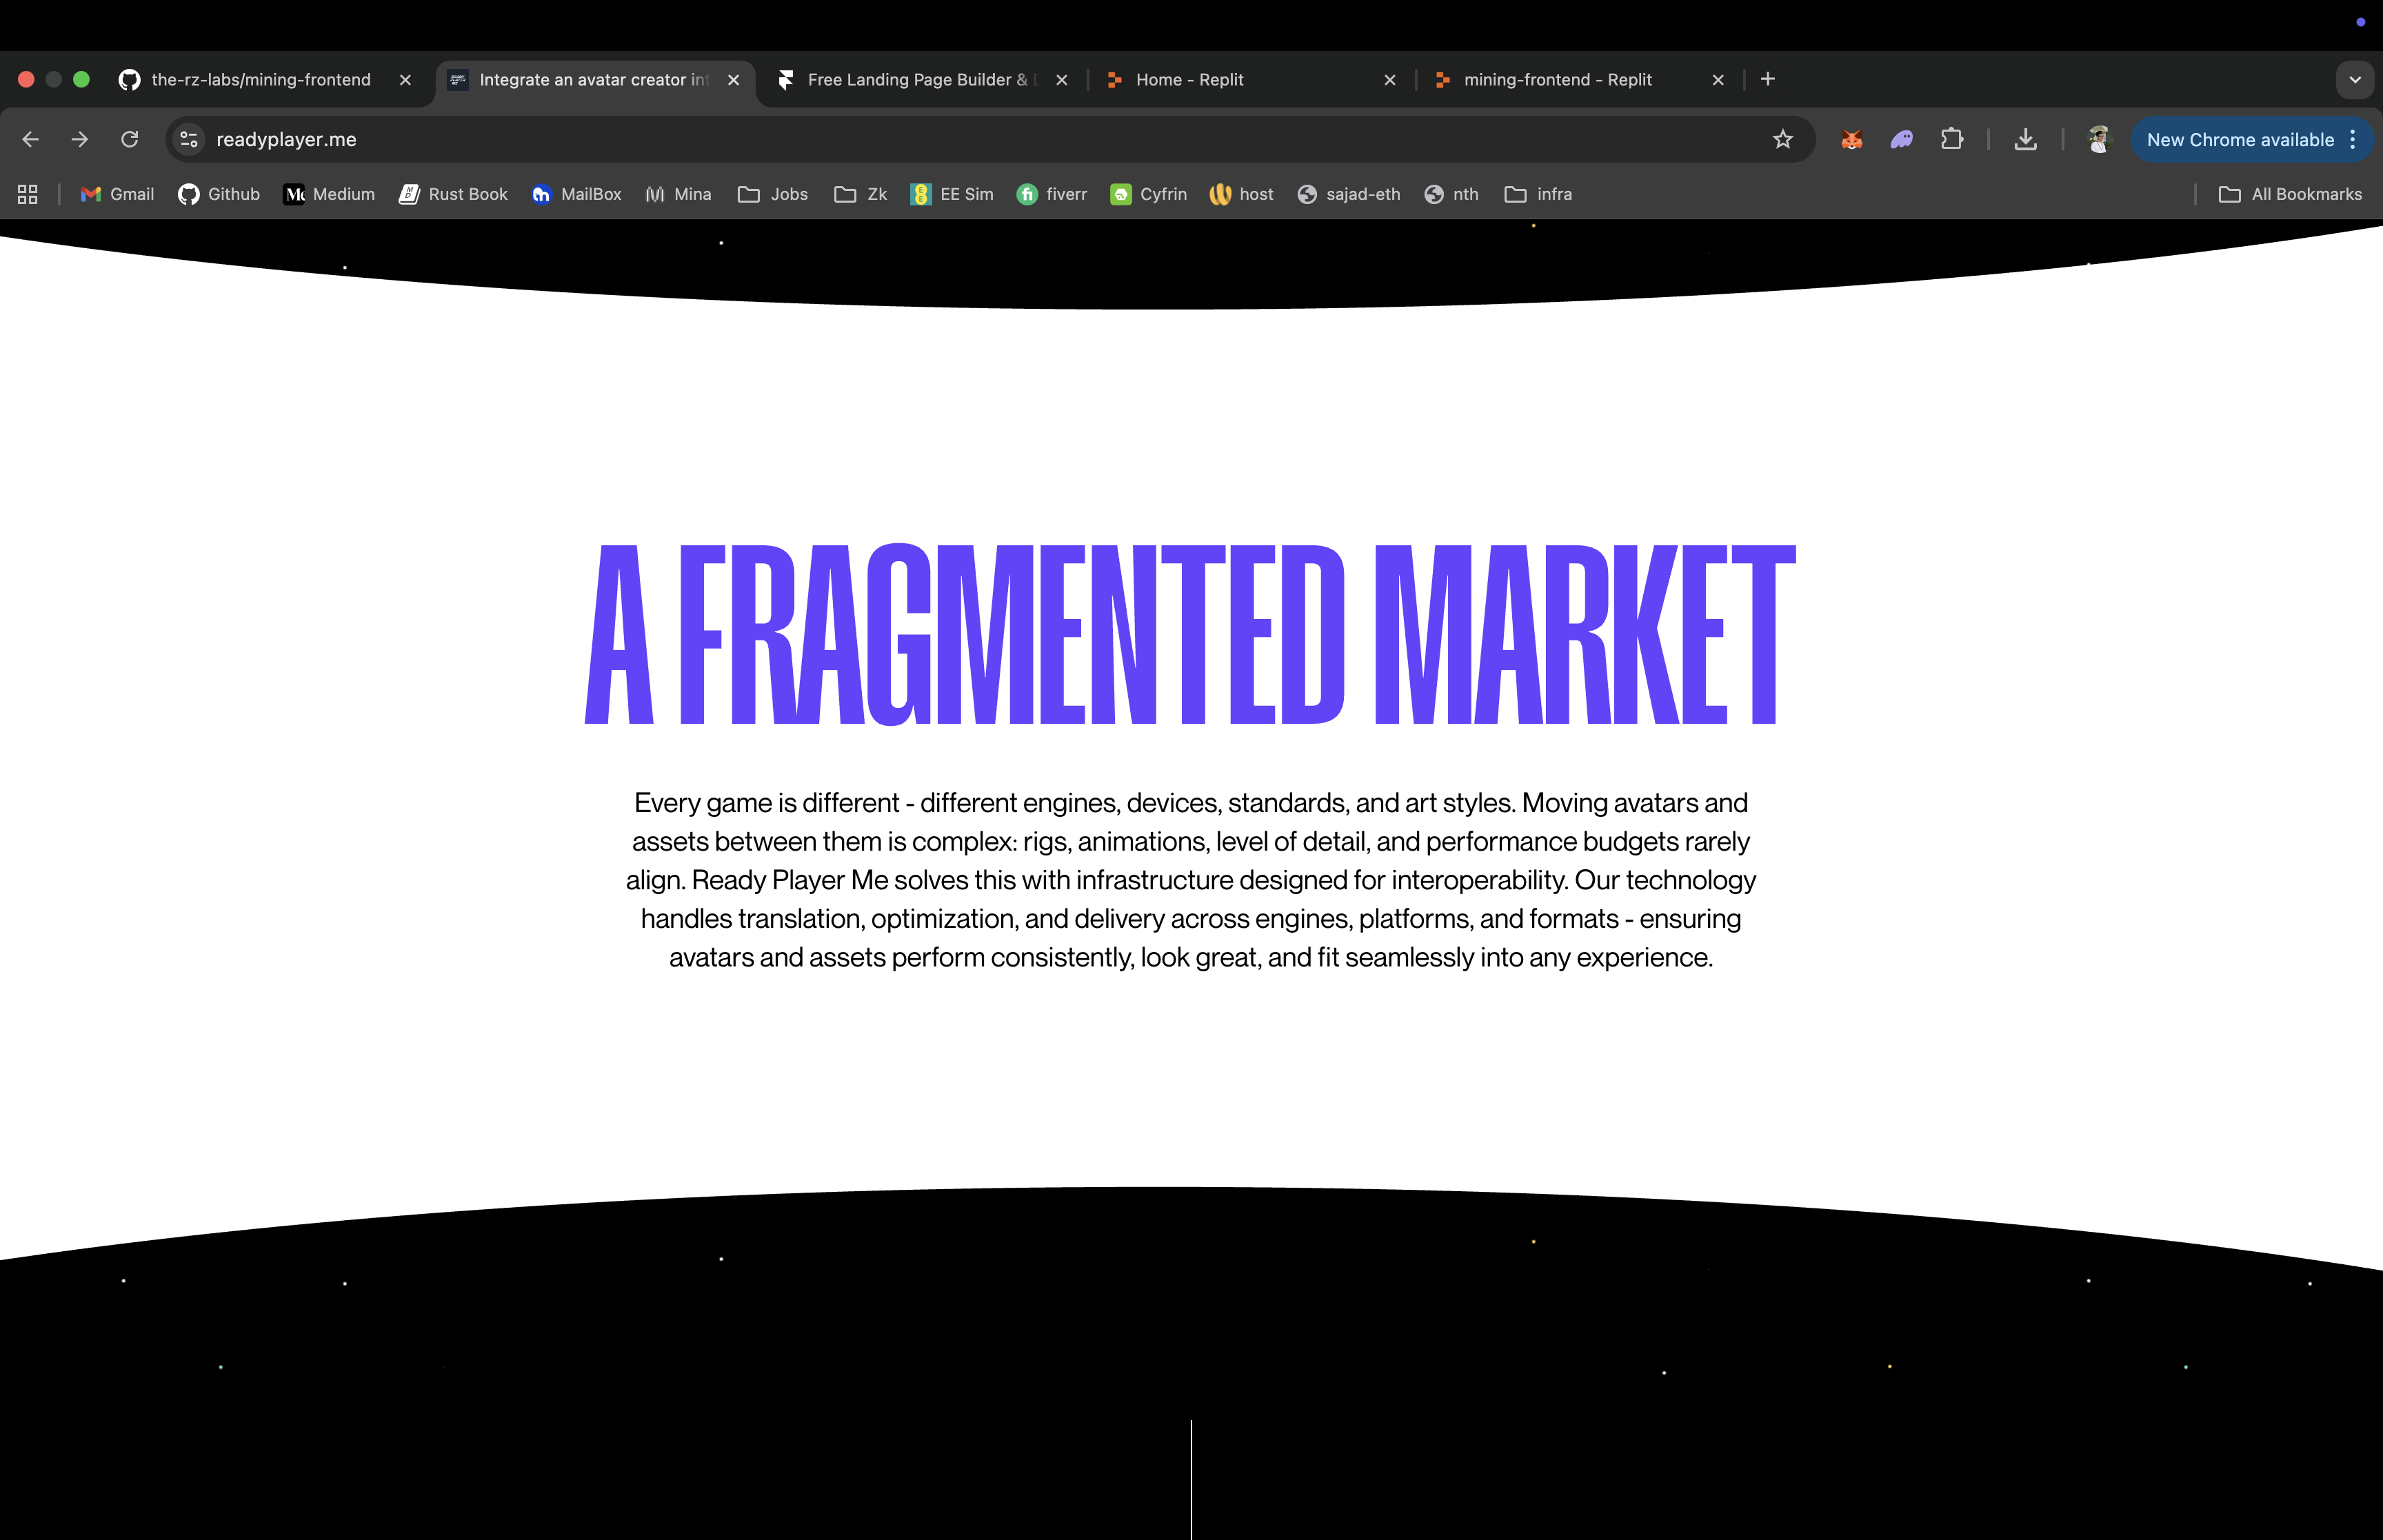 the-rz-labs/mining-frontend
Integrate an avatar creator int
Free Landing Page Builder &
Home - Replit
mining-frontend - Replit
readyplayer.me
New Chrome available
Gmail
Github
Medium
Rust Book
MailBox
Mina
Jobs
Zk
EE Sim
fiverr
Cyfrin
host
sajad-eth
nth
infra
All Bookmarks
A FRAGMENTED MARKET
Every game is different - different engines, devices, standards, and art styles. Moving avatars and
assets between them is complex: rigs, animations, level of detail, and performance budgets rarely
align. Ready Player Me solves this with infrastructure designed for interoperability. Our technology
handles translation, optimization, and delivery across engines, platforms, and formats - ensuring
avatars and assets perform consistently, look great, and fit seamlessly into any experience.